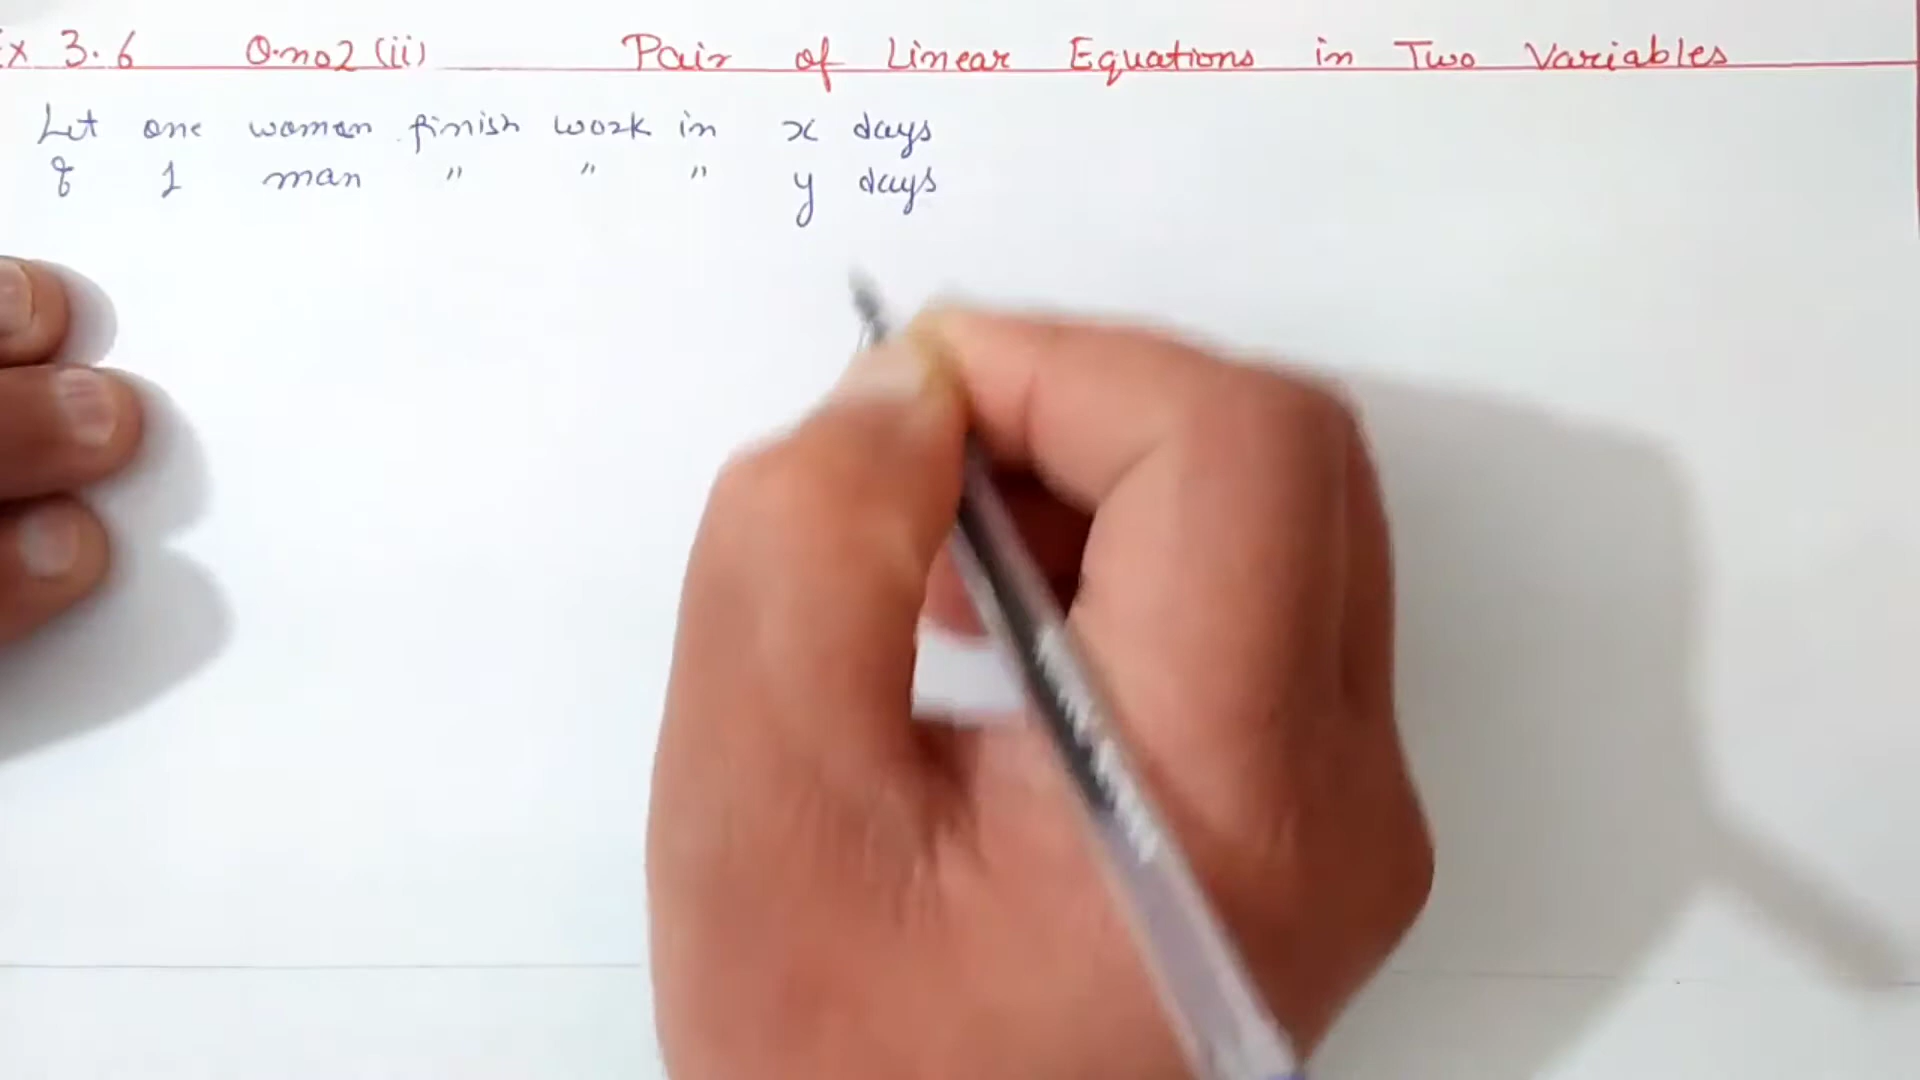 Ex 3.6 Q.no2 (ii) Pair of Linear Equations in Two Variables
Let one woman finish work in x days
& 1 man " " " y days